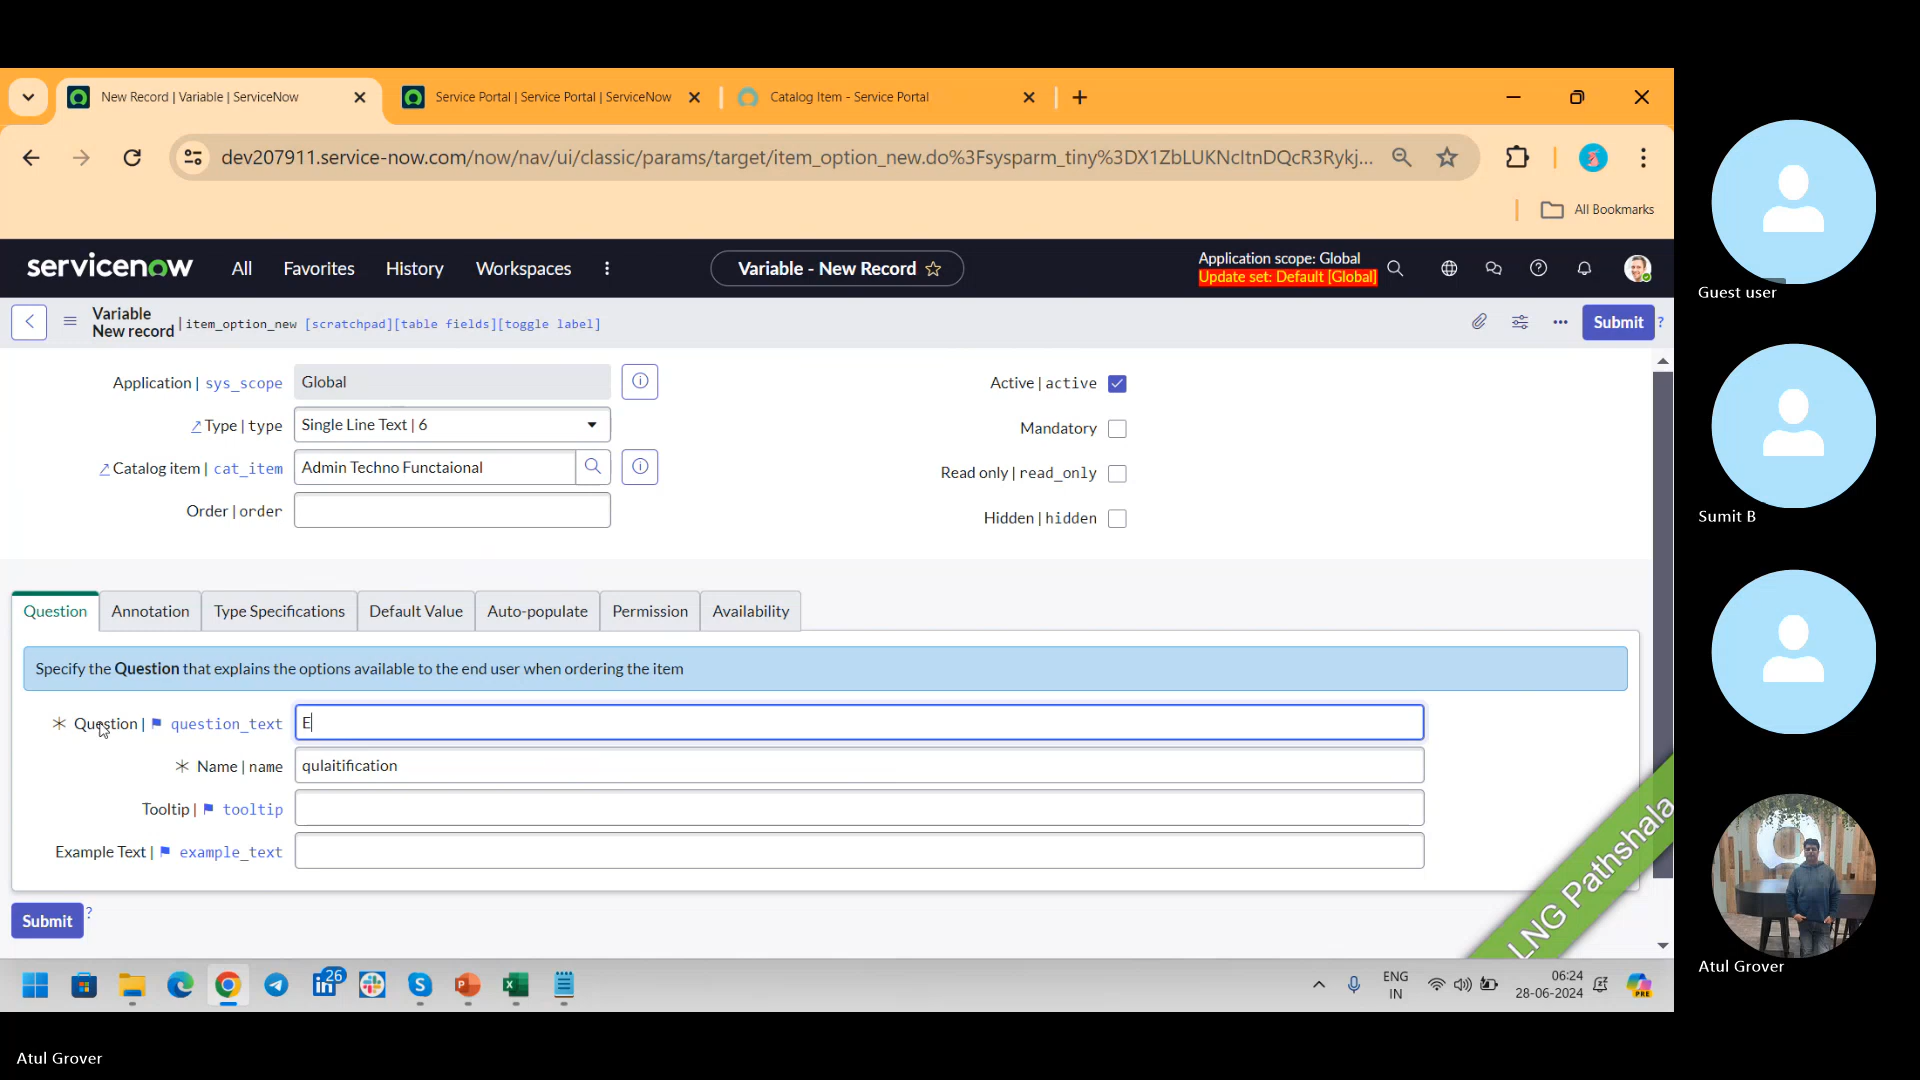 New Record | Variable | ServiceNow
Service Portal | Service Portal | ServiceNow
Catalog Item - Service Portal
dev207911.service-now.com/now/nav/ui/classic/params/target/item_option_new.do%3Fsysparm_tiny%3DX1ZbLUKNcItnDQcR3Rykj...
All Bookmarks
servicenow All Favorites History Workspaces
Variable - New Record
Application scope: Global
Update set: Default [Global]
Variable
New record | item_option_new [scratchpad][table fields][toggle label]
Submit ?
Application | sys_scope Global
Active | active
Type | type Single Line Text | 6
Mandatory
Catalog item | cat_item Admin Techno Functaional
Read only | read_only
Order | order
Hidden | hidden
Question Annotation Type Specifications Default Value Auto-populate Permission Availability
Specify the Question that explains the options available to the end user when ordering the item
Question | question_text E
Name | name qulaitification
Tooltip | tooltip
Example Text | example_text
Submit ?
LNG Pathshala
26
ENG
IN
06:24
28-06-2024
PRE
Guest user
Sumit B
Atul Grover
Atul Grover